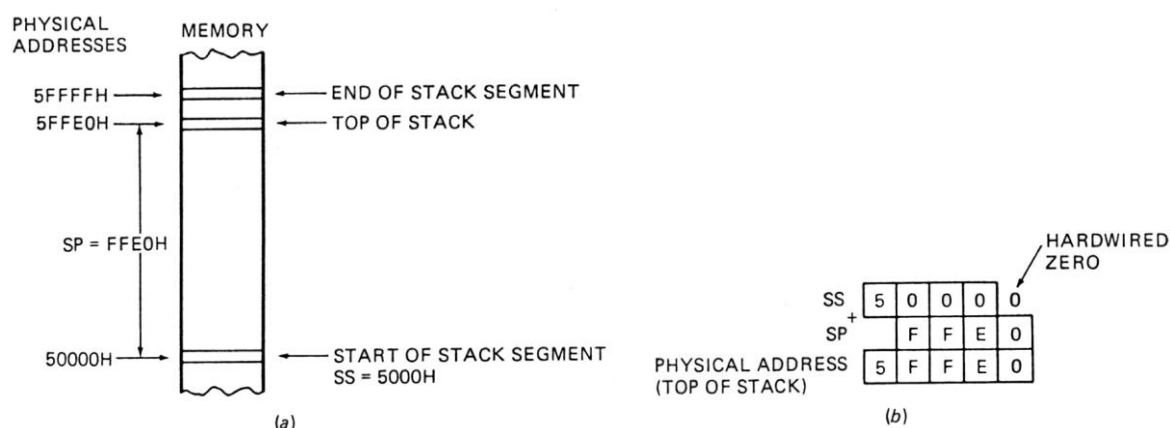 PHYSICAL
ADDRESSES
MEMORY
5FFFFH
END OF STACK SEGMENT
5FFE0H
TOP OF STACK
SP = FFE0H
50000H
START OF STACK SEGMENT
SS = 5000H
(a)
HARDWIRED
ZERO
SS 5 0 0 0 0
+
SP F F E 0
PHYSICAL ADDRESS 5 F F E 0
(TOP OF STACK)
(b)